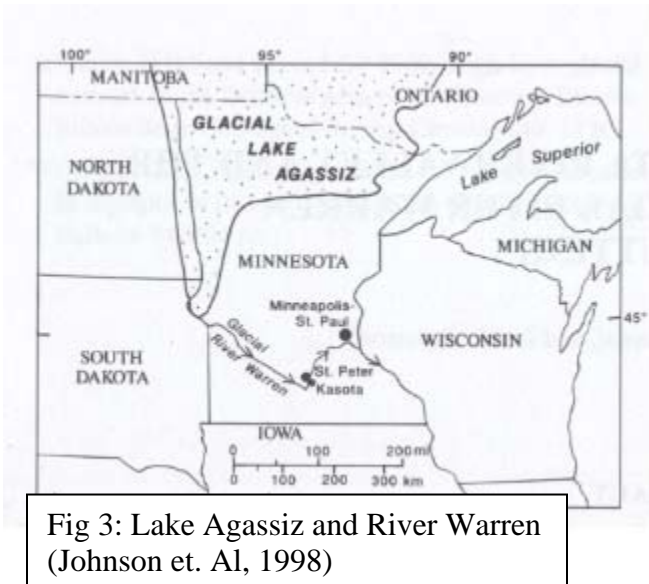 100° 95° 90°
MANITOBA
ONTARIO
GLACIAL
LAKE
AGASSIZ
Lake Superior
NORTH
DAKOTA
MICHIGAN
MINNESOTA
Minneapolis-
St. Paul
45°
WISCONSIN
Glacial
River Warren
SOUTH
DAKOTA
St. Peter
Kasota
IOWA
0 100 200mi
0 100 200 300 km
Fig 3: Lake Agassiz and River Warren
(Johnson et. Al, 1998)